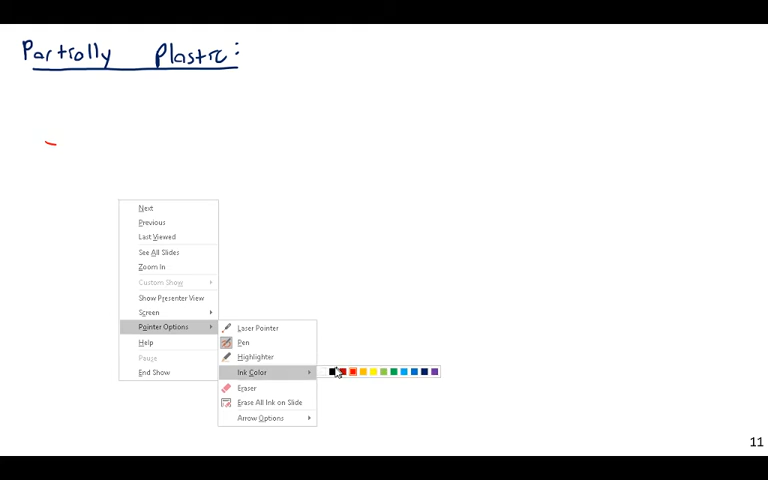 Partially Plastic:
Next
Previous
Last Viewed
See All Slides
Zoom In
Custom Show
Show Presenter View
Screen
Pointer Options
Help
Pause
End Show
Laser Pointer
Pen
Highlighter
Ink Color
Eraser
Erase All Ink on Slide
Arrow Options
11